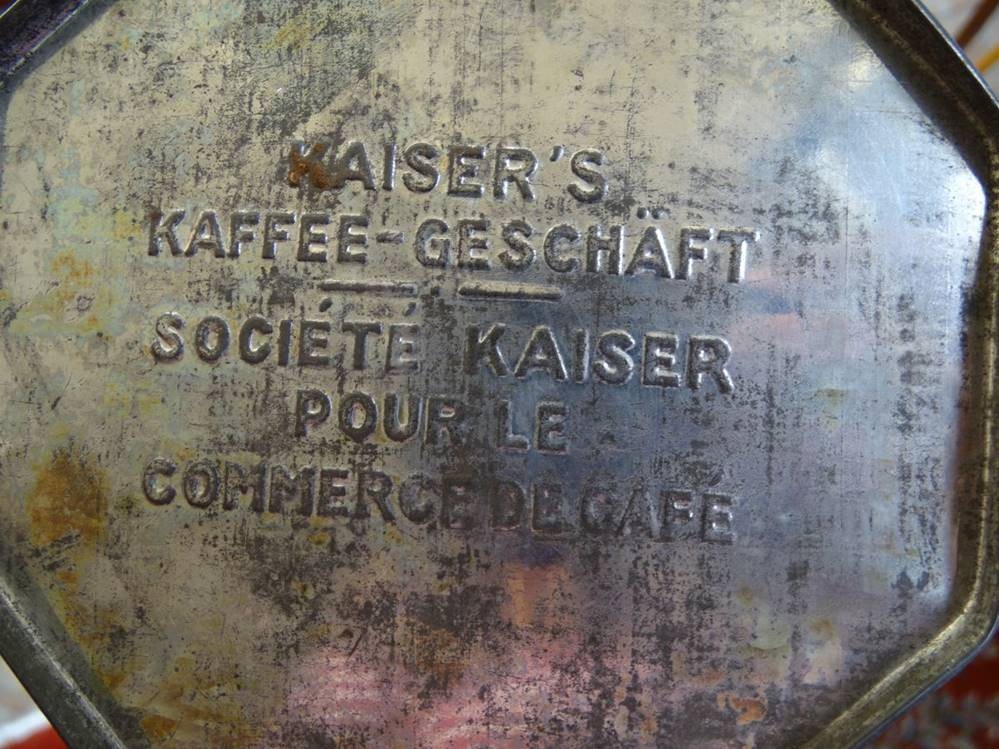 KAISER'S
KAFFEE-GESCHÄFT
SOCIÉTÉ KAISER
POUR LE
COMMERCE DE CAFÉ